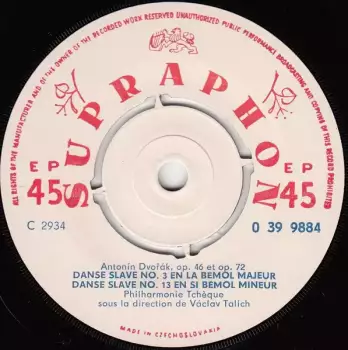 ALL RIGHTS OF THE MANUFACTURER AND OF THE OWNER OF THE RECORDED WORK RESERVED UNAUTHORIZED PUBLIC PERFORMANCE BROADCASTING AND COPYING OF THIS RECORD PROHIBITED
SUPRAPHON
EP EP
45 45
C 2934 0 39 9884
Antonín Dvořák, op. 46 et op. 72
DANSE SLAVE NO. 3 EN LA BEMOL MAJEUR
DANSE SLAVE NO. 13 EN SI BEMOL MINEUR
Philharmonie Tchèque
sous la direction de Václav Talich
MADE IN CZECHOSLOVAKIA